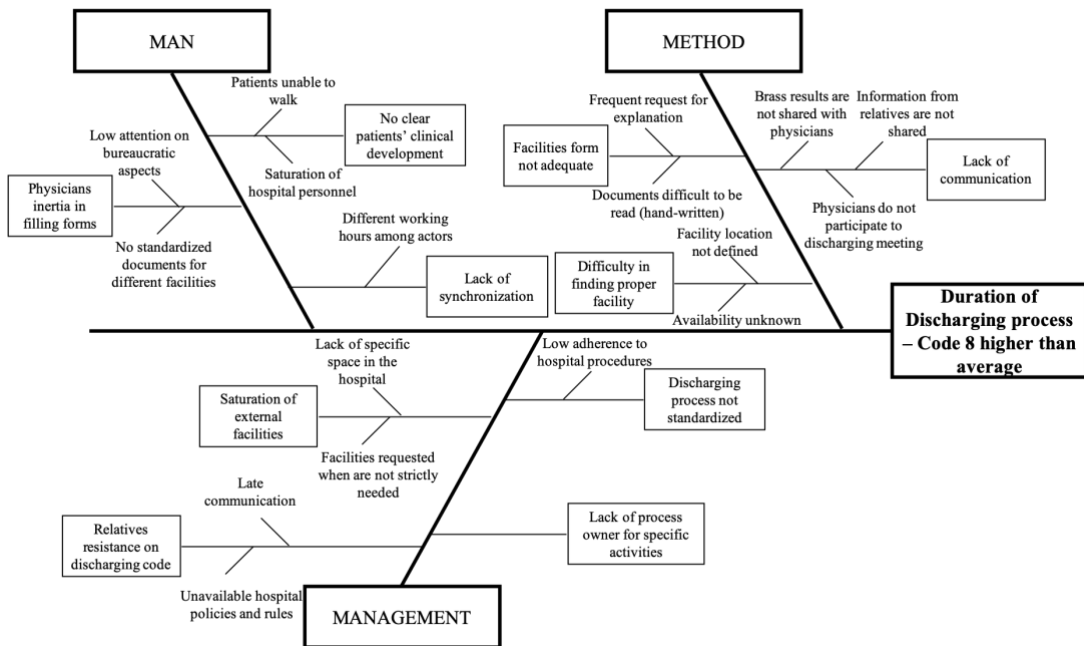 MAN
METHOD
Patients unable to
walk
No clear
patients’ clinical
development
Low attention on
bureaucratic
aspects
Saturation of
hospital personnel
Physicians
inertia in
filling forms
No standardized
documents for
different facilities
Different working
hours among actors
Lack of
synchronization
Frequent request for
explanation
Facilities form
not adequate
Documents difficult to be
read (hand-written)
Brass results are
not shared with
physicians
Information from
relatives are not
shared
Lack of
communication
Physicians do not
participate to
discharging meeting
Facility location
not defined
Difficulty in
finding proper
facility
Availability unknown
Duration of
Discharging process
– Code 8 higher than
average
Lack of specific
space in the
hospital
Saturation of
external
facilities
Facilities requested
when are not strictly
needed
Low adherence to
hospital procedures
Discharging
process not
standardized
Late
communication
Relatives
resistance on
discharging code
Unavailable hospital
policies and rules
Lack of process
owner for specific
activities
MANAGEMENT